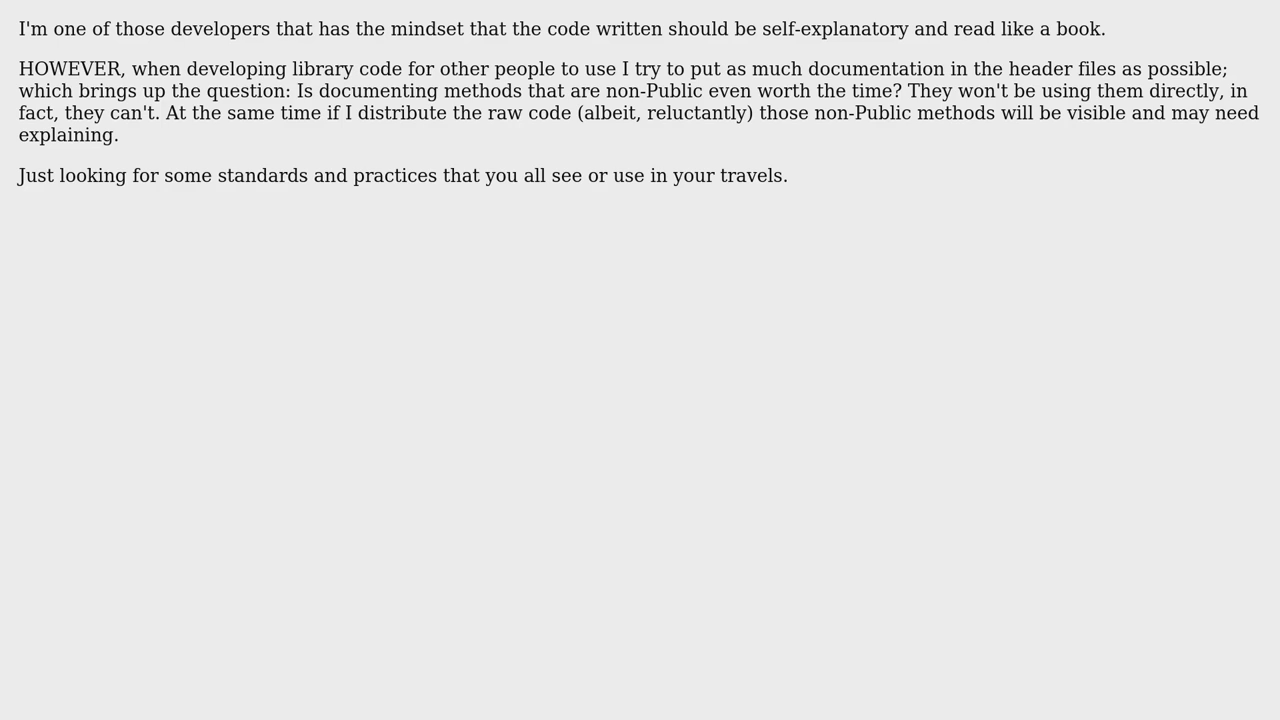 I'm one of those developers that has the mindset that the code written should be self-explanatory and read like a book.
HOWEVER, when developing library code for other people to use I try to put as much documentation in the header files as possible;
which brings up the question: Is documenting methods that are non-Public even worth the time? They won't be using them directly, in
fact, they can't. At the same time if I distribute the raw code (albeit, reluctantly) those non-Public methods will be visible and may need
explaining.
Just looking for some standards and practices that you all see or use in your travels.